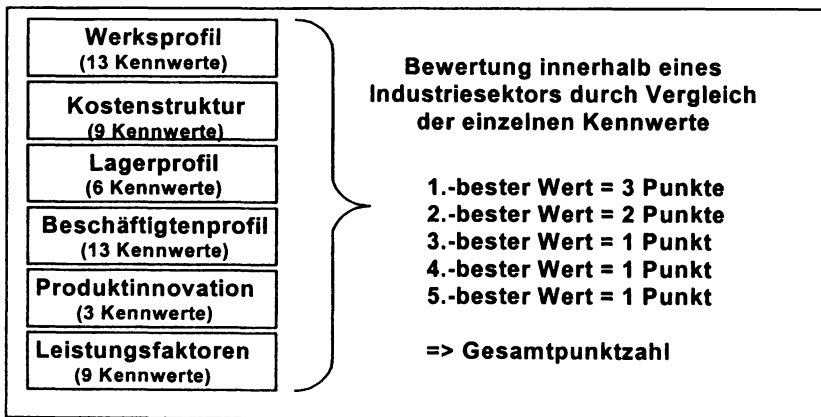 Werksprofil
(13 Kennwerte)
Kostenstruktur
(9 Kennwerte)
Lagerprofil
(6 Kennwerte)
Beschäftigtenprofil
(13 Kennwerte)
Produktinnovation
(3 Kennwerte)
Leistungsfaktoren
(9 Kennwerte)
Bewertung innerhalb eines
Industriesektors durch Vergleich
der einzelnen Kennwerte
1.-bester Wert = 3 Punkte
2.-bester Wert = 2 Punkte
3.-bester Wert = 1 Punkt
4.-bester Wert = 1 Punkt
5.-bester Wert = 1 Punkt
=> Gesamtpunktzahl